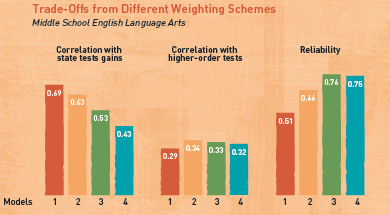 Trade-Offs from Different Weighting Schemes
Middle School English Language Arts
Correlation with
state tests gains
Correlation with
higher-order tests
Reliability
0.69
0.63
0.53
0.43
0.29
0.34
0.33
0.32
0.51
0.66
0.76
0.75
Models 1 2 3 4 1 2 3 4 1 2 3 4